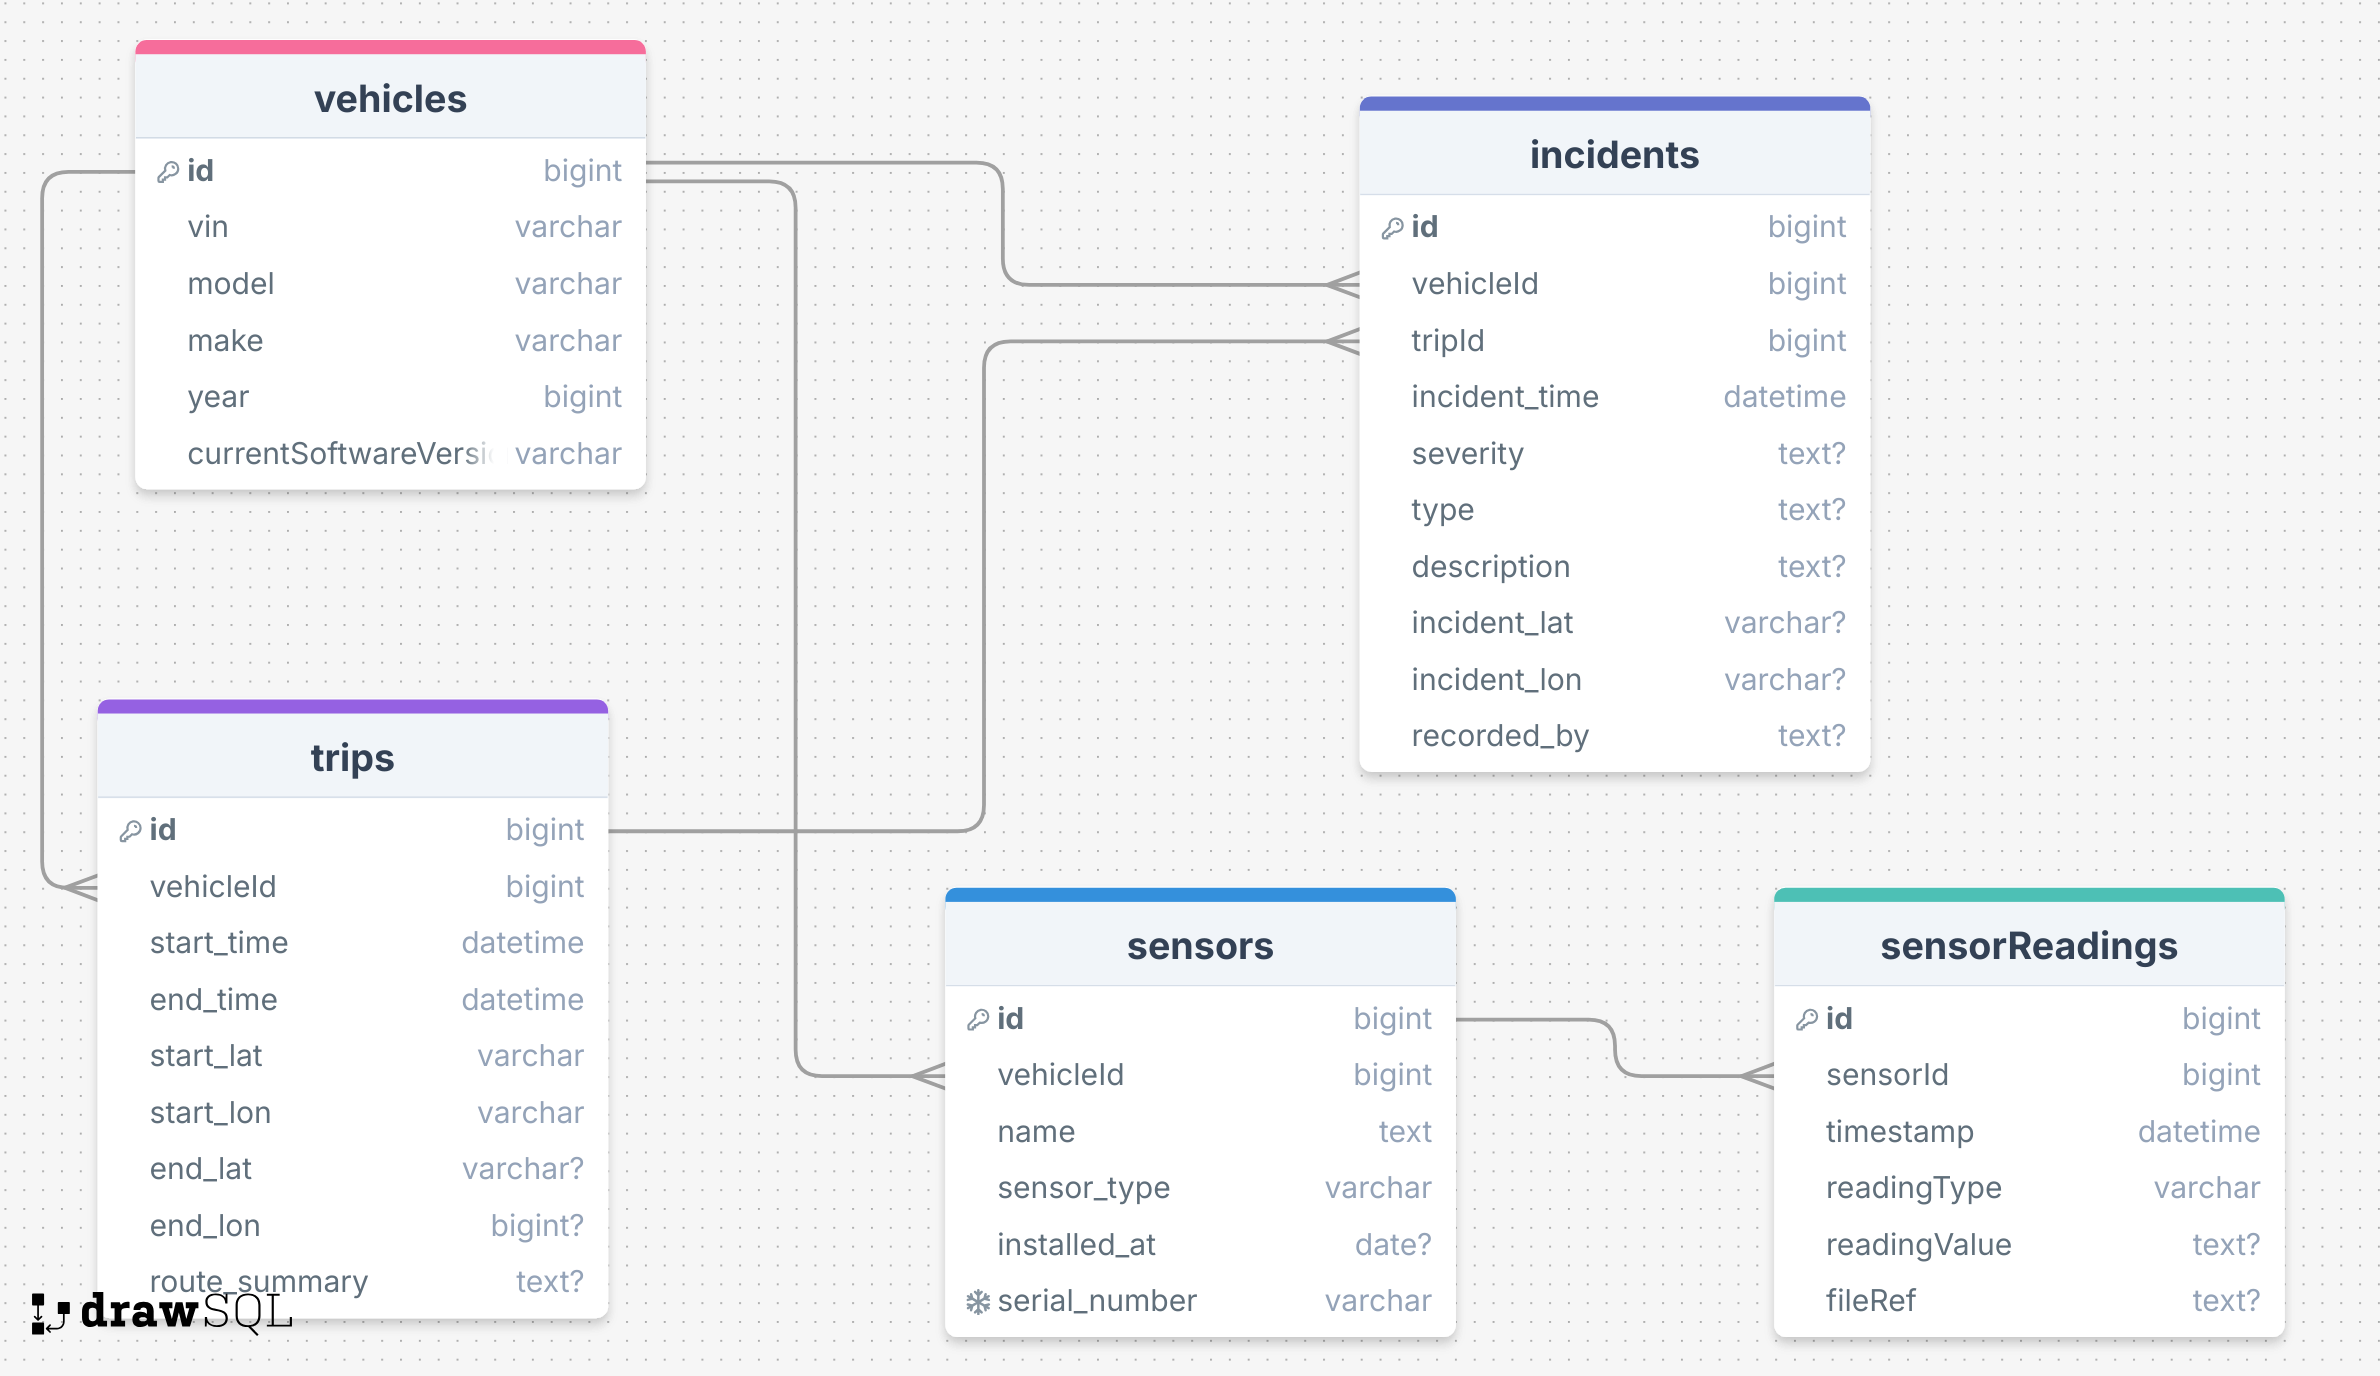 vehicles
id bigint
vin varchar
model varchar
make varchar
year bigint
currentSoftwareVersi varchar
incidents
id bigint
vehicleId bigint
tripId bigint
incident_time datetime
severity text?
type text?
description text?
incident_lat varchar?
incident_lon varchar?
recorded_by text?
trips
id bigint
vehicleId bigint
start_time datetime
end_time datetime
start_lat varchar
start_lon varchar
end_lat varchar?
end_lon bigint?
route_summary text?
sensors
id bigint
vehicleId bigint
name text
sensor_type varchar
installed_at date?
serial_number varchar
sensorReadings
id bigint
sensorId bigint
timestamp datetime
readingType varchar
readingValue text?
fileRef text?
drawSQL